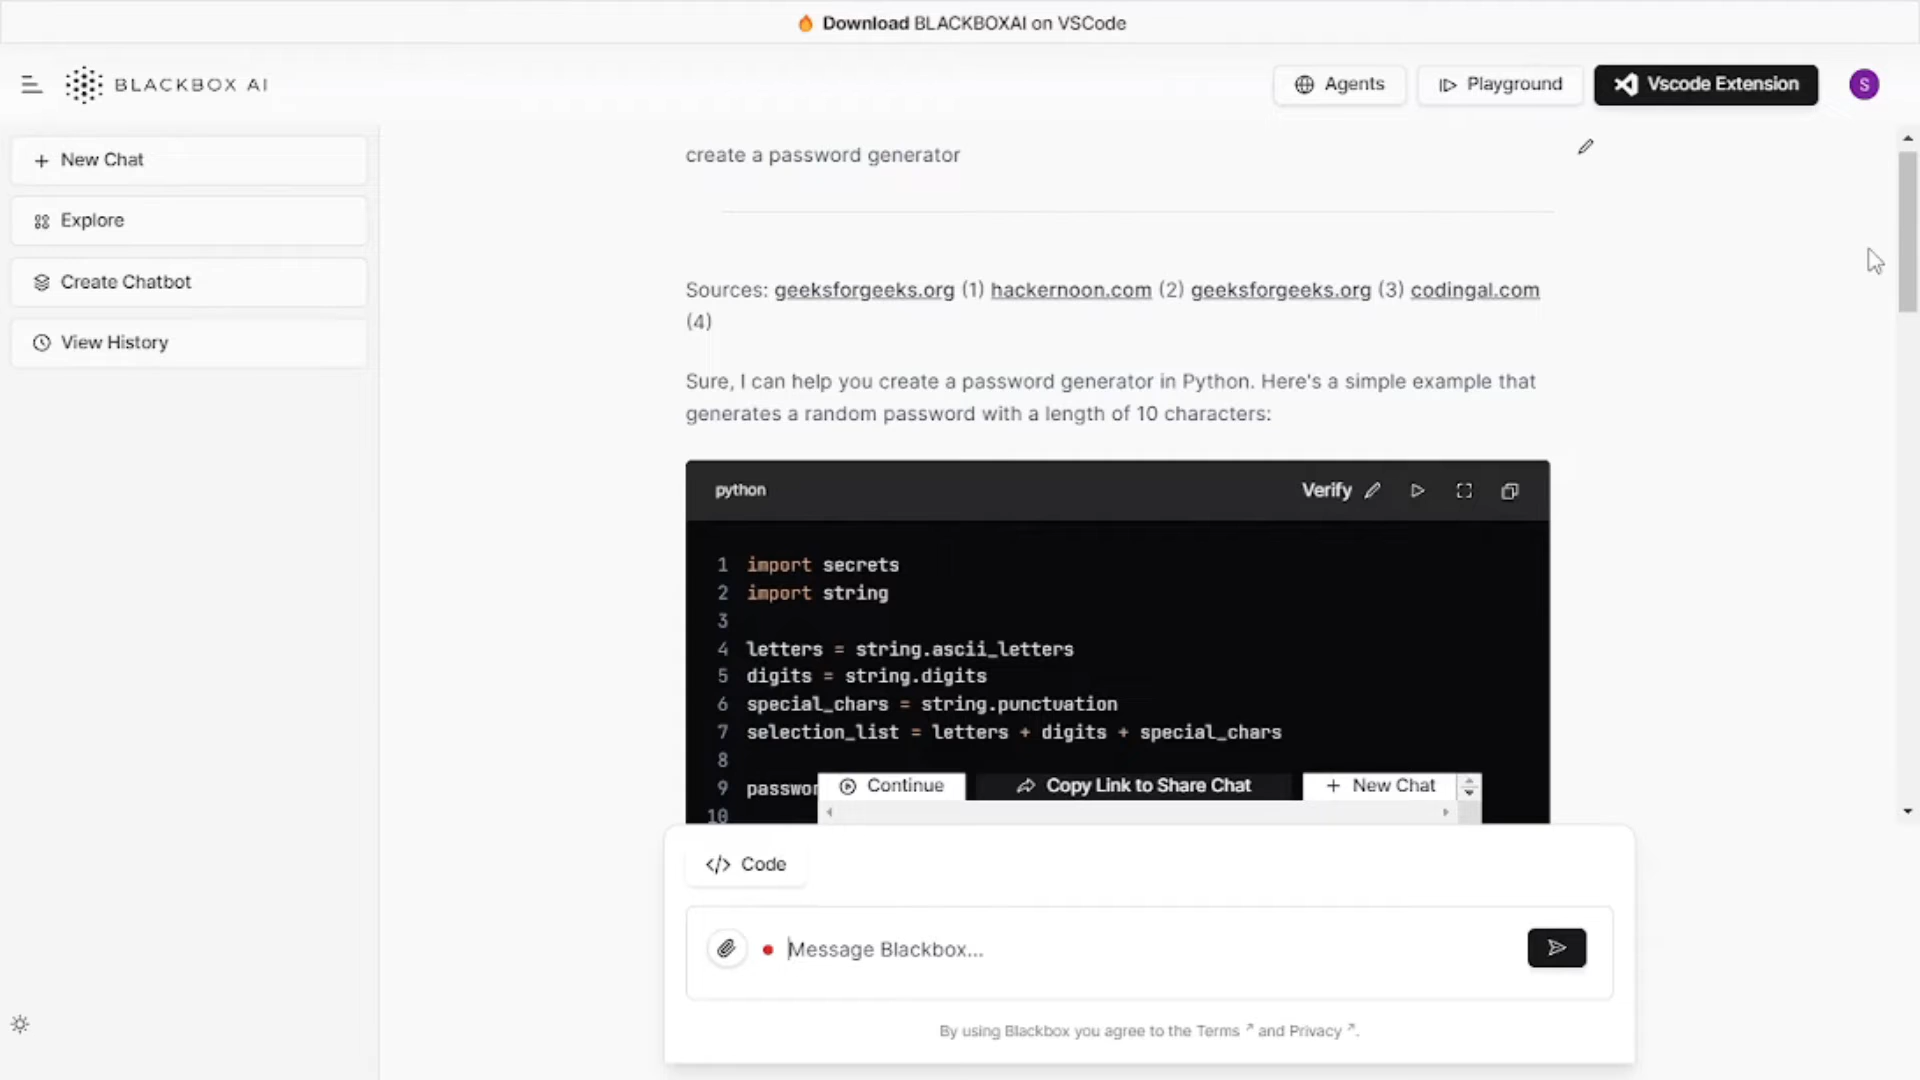 Download BLACKBOXAI on VSCode
BLACKBOX AI
Agents
Playground
Vscode Extension
S
New Chat
Explore
Create Chatbot
View History
create a password generator
Sources: geeksforgeeks.org (1) hackernoon.com (2) geeksforgeeks.org (3) codingal.com
(4)
Sure, I can help you create a password generator in Python. Here's a simple example that
generates a random password with a length of 10 characters:
python
Verify
1 import secrets
2 import string
3
4 letters = string.ascii_letters
5 digits = string.digits
6 special_chars = string.punctuation
7 selection_list = letters + digits + special_chars
8
9 passwor
10
Continue
Copy Link to Share Chat
+ New Chat
</> Code
Message Blackbox...
By using Blackbox you agree to the Terms ↗ and Privacy ↗.